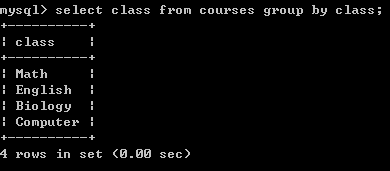 mysql> select class from courses group by class;
+----------+
| class    |
+----------+
| Math     |
| English  |
| Biology  |
| Computer |
+----------+
4 rows in set (0.00 sec)